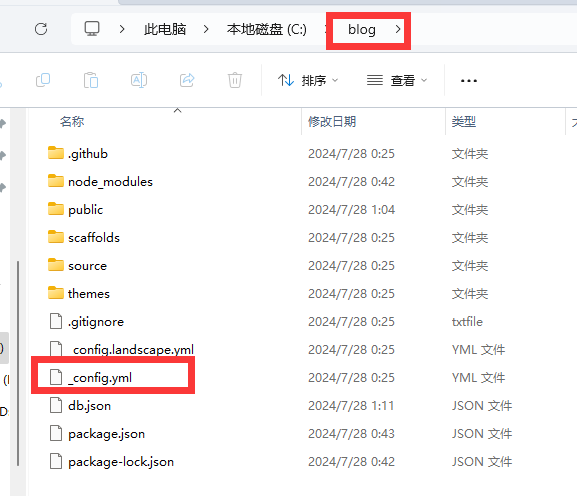 此电脑 本地磁盘 (C:) blog
排序 查看
名称 修改日期 类型
.github 2024/7/28 0:25 文件夹
node_modules 2024/7/28 0:42 文件夹
public 2024/7/28 1:04 文件夹
scaffolds 2024/7/28 0:25 文件夹
source 2024/7/28 0:25 文件夹
themes 2024/7/28 0:25 文件夹
.gitignore 2024/7/28 0:25 txtfile
_config.landscape.yml 2024/7/28 0:25 YML 文件
_config.yml 2024/7/28 0:25 YML 文件
db.json 2024/7/28 1:11 JSON 文件
package.json 2024/7/28 0:43 JSON 文件
package-lock.json 2024/7/28 0:42 JSON 文件